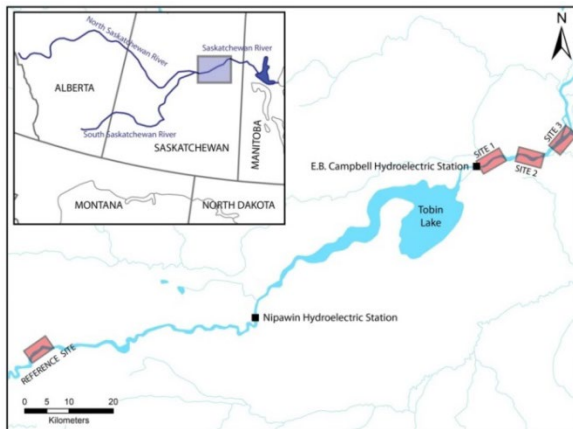 North Saskatchewan River
Saskatchewan River
ALBERTA
South Saskatchewan River
SASKATCHEWAN
MANITOBA
MONTANA
NORTH DAKOTA
N
SITE 1
SITE 2
SITE 3
E.B. Campbell Hydroelectric Station
Tobin
Lake
Nipawin Hydroelectric Station
REFERENCE SITE
0 5 10 20
Kilometers